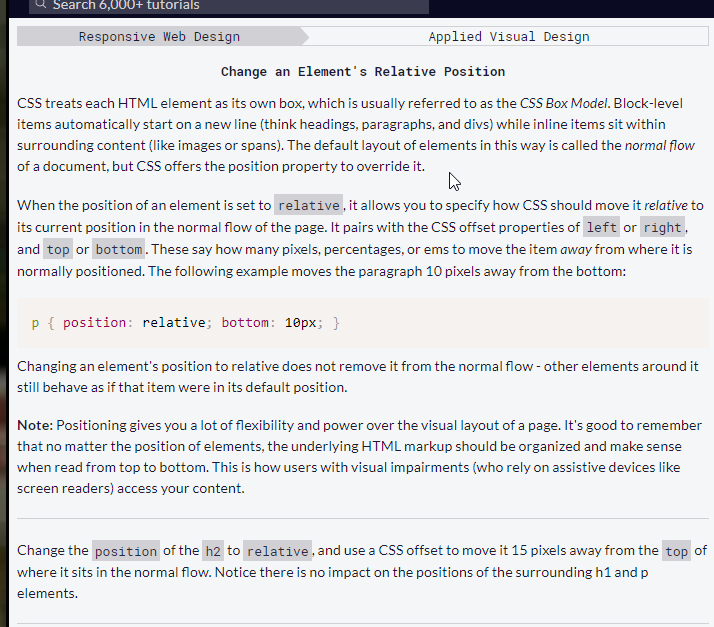 Search 6,000+ tutorials
Responsive Web Design
Applied Visual Design
Change an Element's Relative Position
CSS treats each HTML element as its own box, which is usually referred to as the CSS Box Model. Block-level
items automatically start on a new line (think headings, paragraphs, and divs) while inline items sit within
surrounding content (like images or spans). The default layout of elements in this way is called the normal flow
of a document, but CSS offers the position property to override it.
When the position of an element is set to relative, it allows you to specify how CSS should move it relative to
its current position in the normal flow of the page. It pairs with the CSS offset properties of left or right,
and top or bottom. These say how many pixels, percentages, or ems to move the item away from where it is
normally positioned. The following example moves the paragraph 10 pixels away from the bottom:
p { position: relative; bottom: 10px; }
Changing an element's position to relative does not remove it from the normal flow - other elements around it
still behave as if that item were in its default position.
Note: Positioning gives you a lot of flexibility and power over the visual layout of a page. It's good to remember
that no matter the position of elements, the underlying HTML markup should be organized and make sense
when read from top to bottom. This is how users with visual impairments (who rely on assistive devices like
screen readers) access your content.
Change the position of the h2 to relative, and use a CSS offset to move it 15 pixels away from the top of
where it sits in the normal flow. Notice there is no impact on the positions of the surrounding h1 and p
elements.